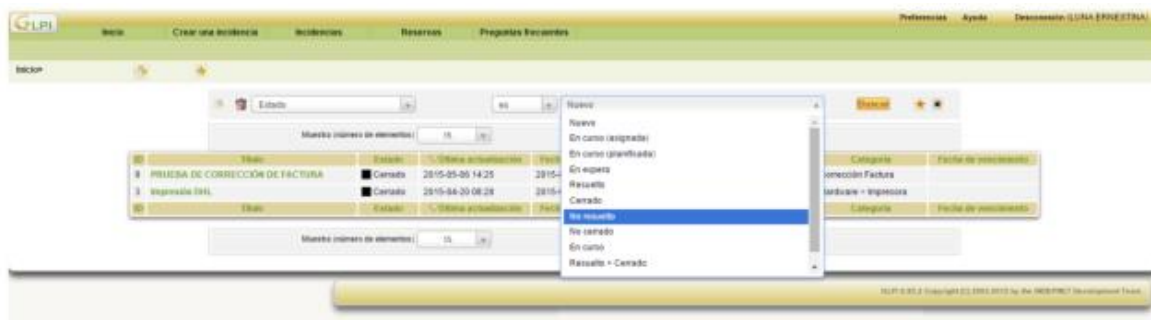 GLPI
Preferencias Ayuda Desconexión (LUNA ERNESTINA)
Inicio Crear una incidencia Incidencias Reservas Preguntas frecuentes
Inicio»
Estado es Nuevo Buscar
Muestra (número de elementos) 15
Nuevo
En curso (asignada)
En curso (planificada)
En espera
Resuelto
Cerrado
No resuelto
No cerrado
En curso
Resuelto + Cerrado
ID Título Estado Última actualización Categoría Fecha de vencimiento
PRUEBA DE CORRECCIÓN DE FACTURA Cerrado 2015-05-06 14:25 2015- Factura
Impresión DHL Cerrado 2015-04-20 08:28 2015- Impresora
ID Título Estado Última actualización Categoría Fecha de vencimiento
Muestra (número de elementos) 15